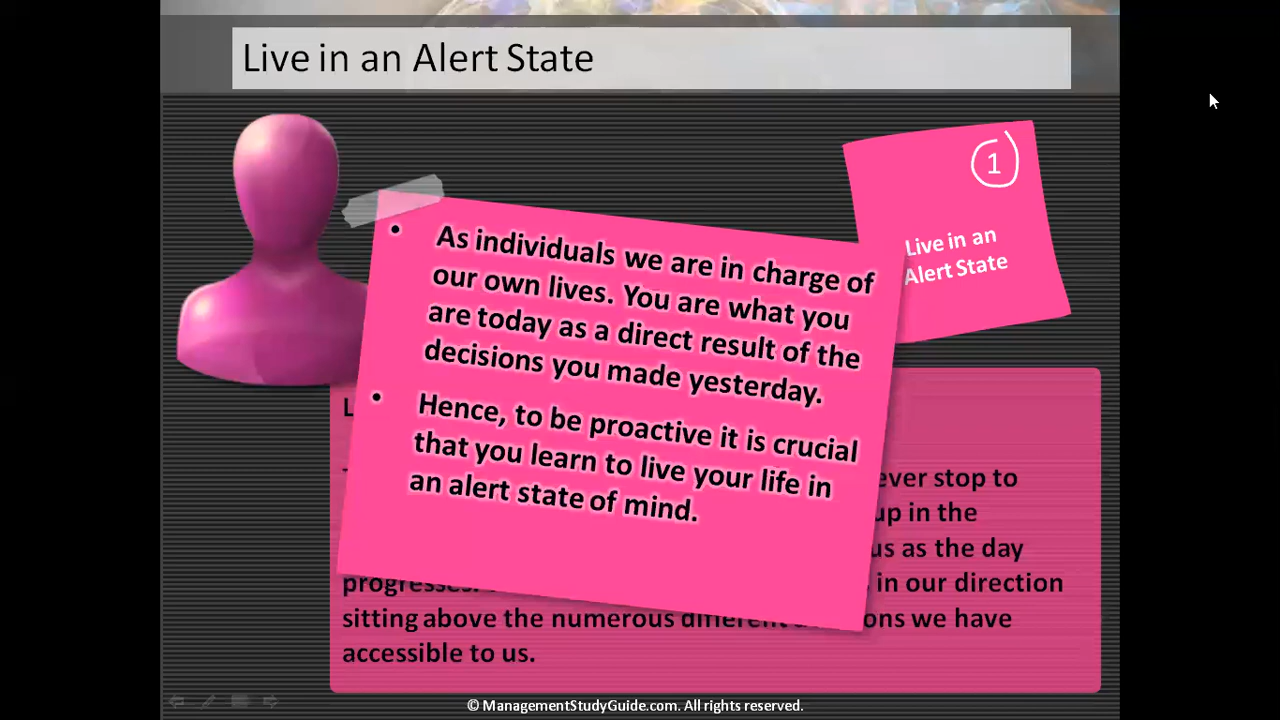 Live in an Alert State
1
Live in an
Alert State
• As individuals we are in charge of
our own lives. You are what you
are today as a direct result of the
decisions you made yesterday.
• Hence, to be proactive it is crucial
that you learn to live your life in
an alert state of mind.
L
ever stop to
up in the
us as the day
progresses. in our direction
sitting above the numerous different we have
accessible to us.
© ManagementStudyGuide.com. All rights reserved.